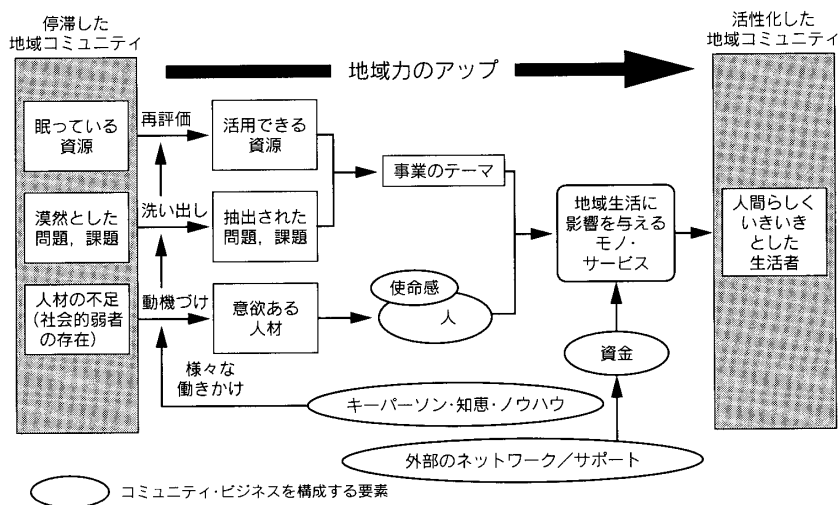 停滞した
地域コミュニティ
活性化した
地域コミュニティ
地域力のアップ
眠っている
資源
再評価
活用できる
資源
事業のテーマ
漠然とした
問題，課題
洗い出し
抽出された
問題，課題
地域生活に
影響を与える
モノ・
サービス
人間らしく
いきいき
とした
生活者
人材の不足
（社会的弱者
の存在）
動機づけ
意欲ある
人材
使命感
人
資金
様々な
働きかけ
キーパーソン・知恵・ノウハウ
外部のネットワーク／サポート
コミュニティ・ビジネスを構成する要素